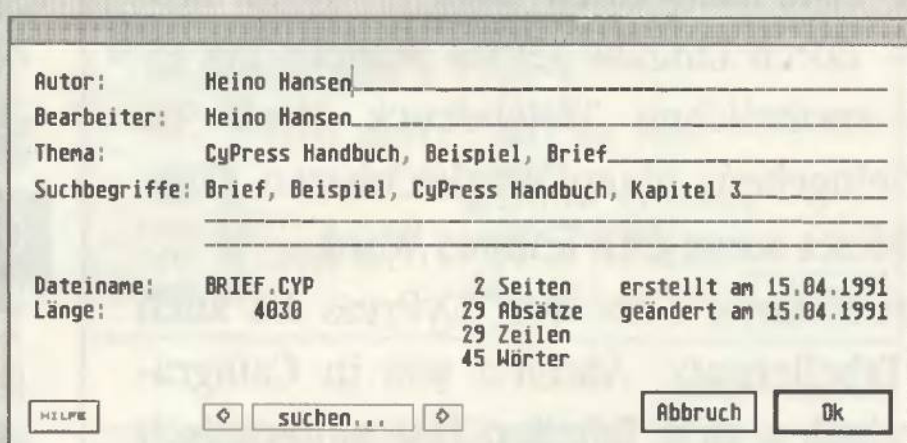 Autor: Heino Hansen
Bearbeiter: Heino Hansen
Thema: CyPress Handbuch, Beispiel, Brief
Suchbegriffe: Brief, Beispiel, CyPress Handbuch, Kapitel 3
Dateiname: BRIEF.CYP 2 Seiten erstellt am 15.04.1991
Länge: 4030 29 Absätze geändert am 15.04.1991
29 Zeilen
45 Wörter
HILFE suchen... Abbruch Ok